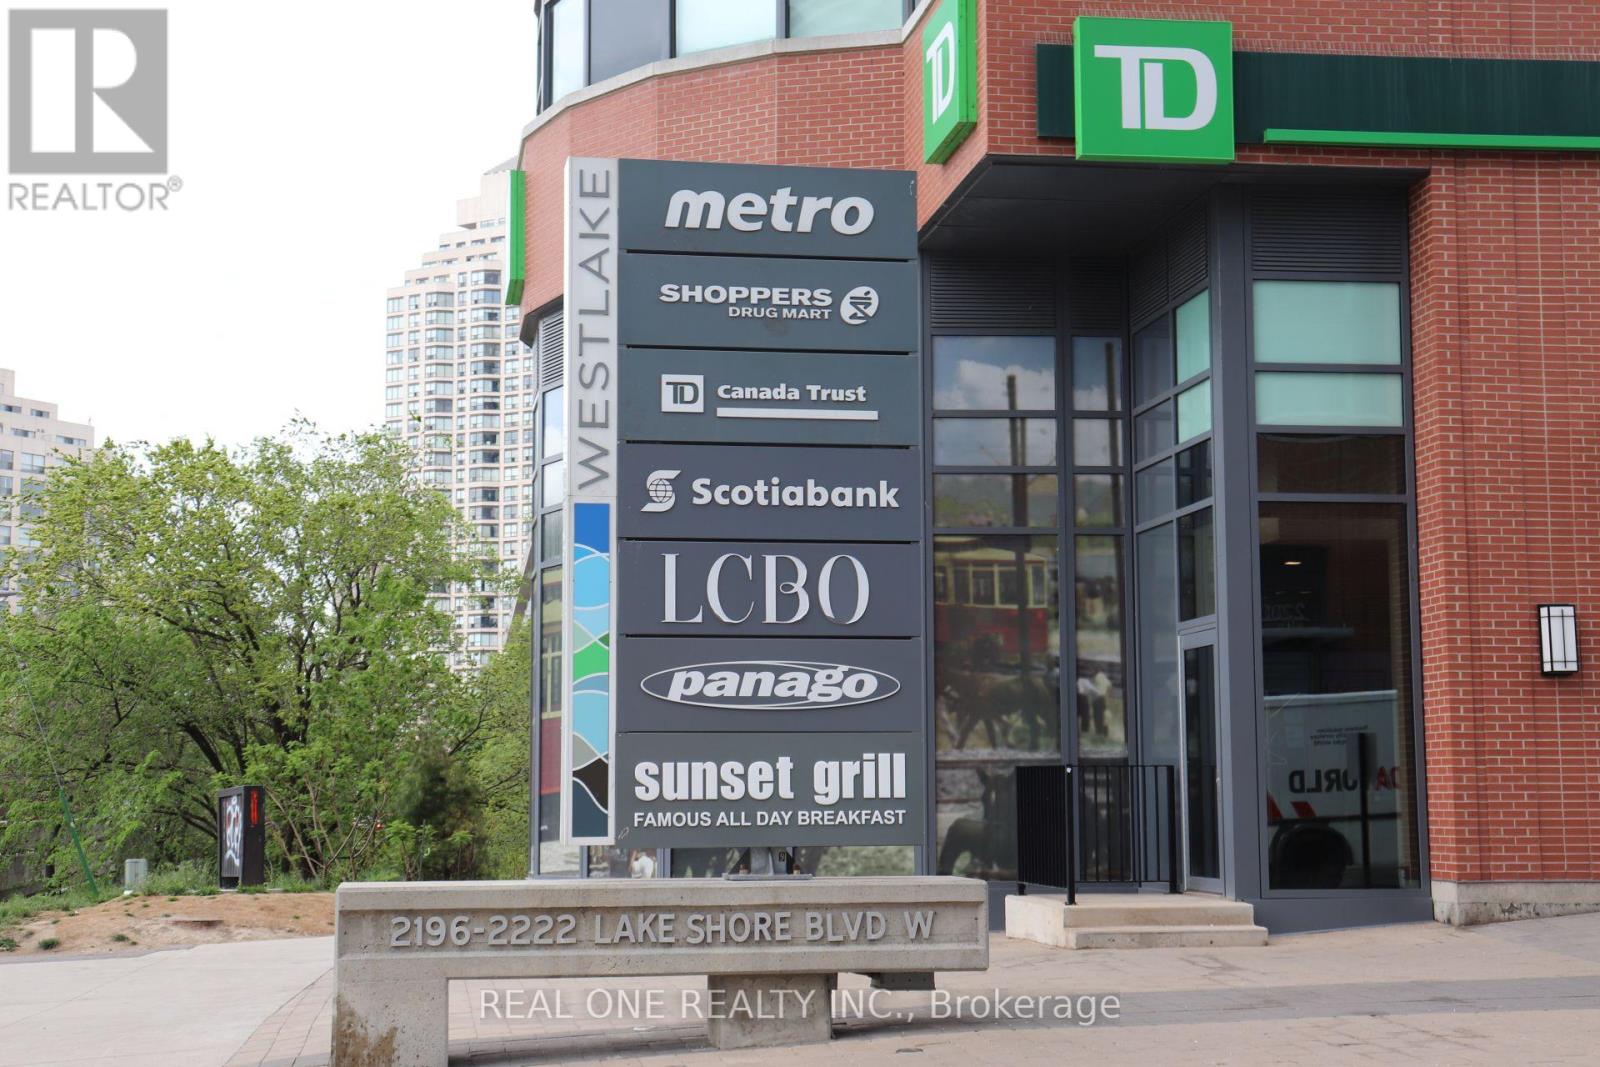 REALTOR®
TD
TD
WESTLAKE
metro
SHOPPERS
DRUG MART
TD Canada Trust
Scotiabank
LCBO
panago
sunset grill
FAMOUS ALL DAY BREAKFAST
2196-2222 LAKE SHORE BLVD W
REAL ONE REALTY INC., Brokerage